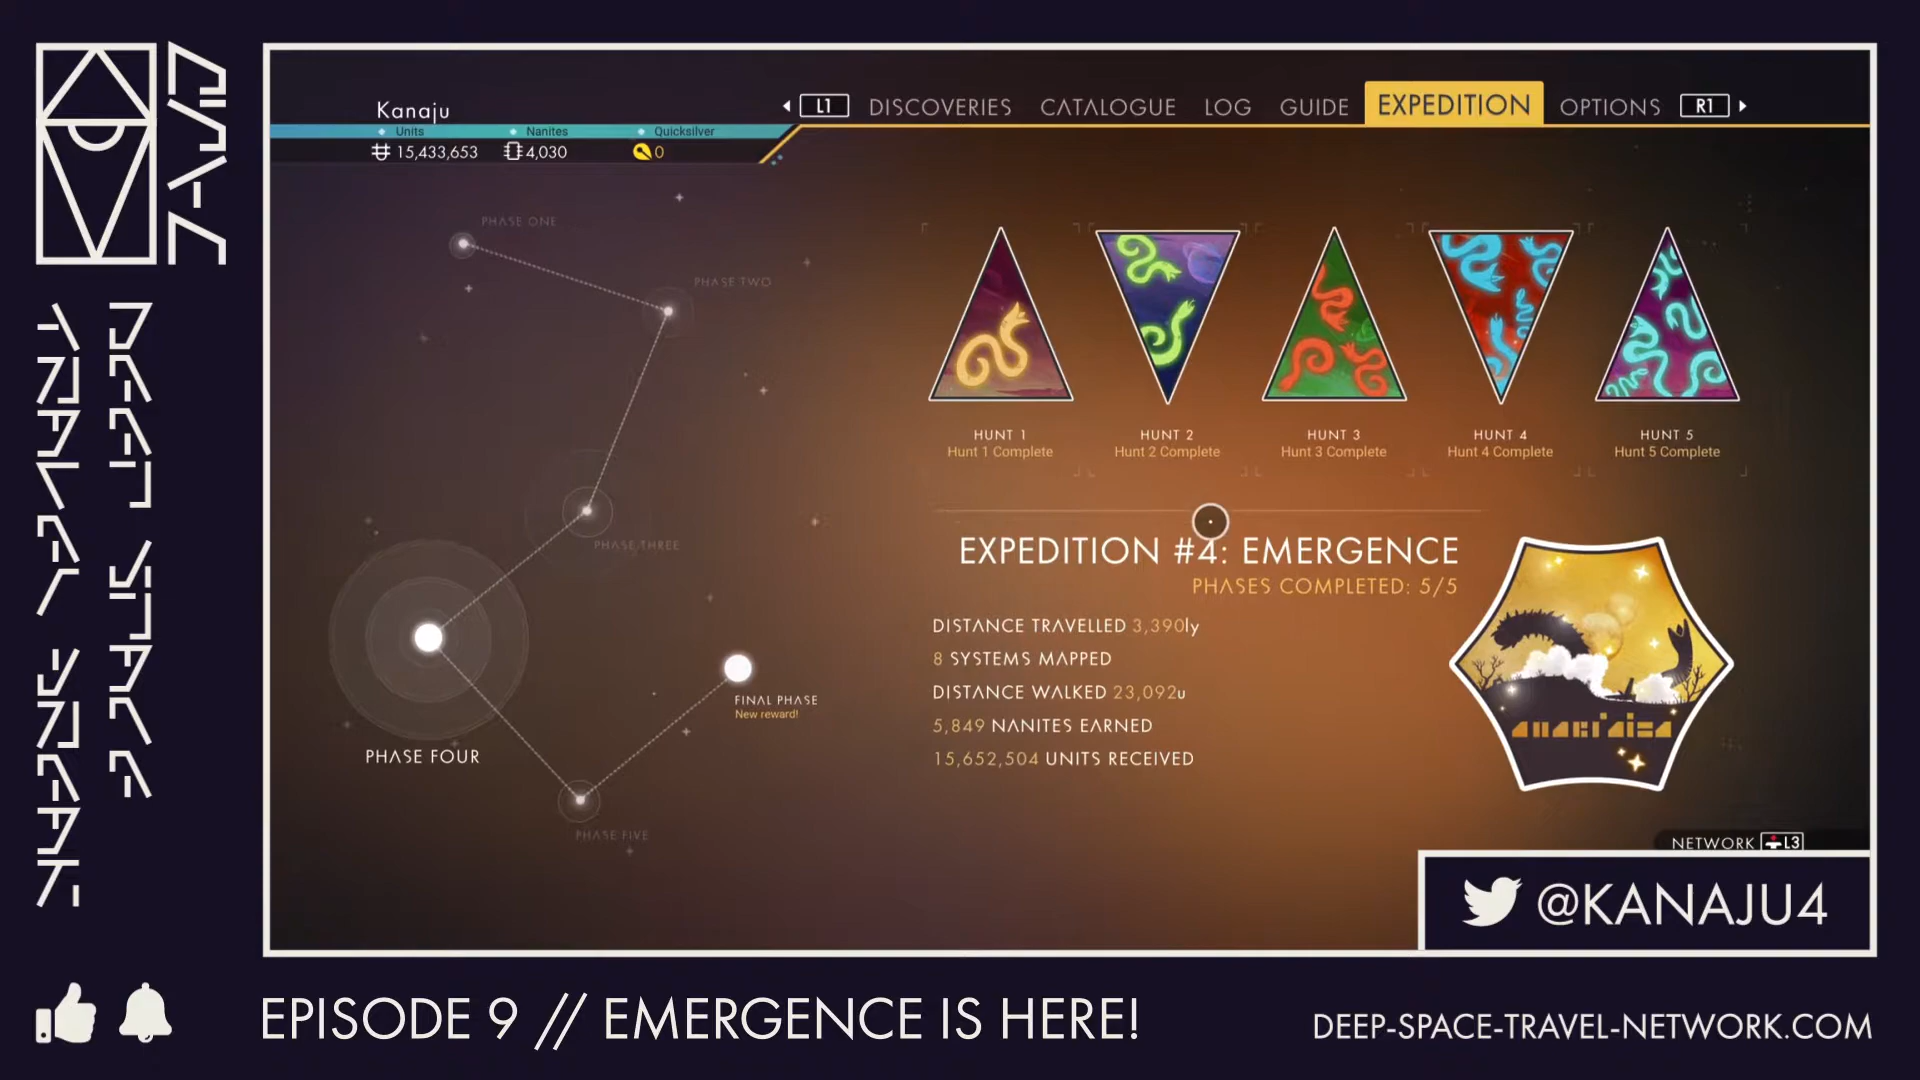 Kanaju
L1 DISCOVERIES CATALOGUE LOG GUIDE EXPEDITION OPTIONS R1
Units Nanites Quicksilver
15,433,653 4,030 0
PHASE ONE
PHASE TWO
PHASE THREE
PHASE FOUR
FINAL PHASE
New reward!
PHASE FIVE
HUNT 1 HUNT 2 HUNT 3 HUNT 4 HUNT 5
Hunt 1 Complete Hunt 2 Complete Hunt 3 Complete Hunt 4 Complete Hunt 5 Complete
EXPEDITION #4: EMERGENCE
PHASES COMPLETED: 5/5
DISTANCE TRAVELLED 3,390ly
8 SYSTEMS MAPPED
DISTANCE WALKED 23,092u
5,849 NANITES EARNED
15,652,504 UNITS RECEIVED
NETWORK L3
@KANAJU4
EPISODE 9 // EMERGENCE IS HERE!
DEEP-SPACE-TRAVEL-NETWORK.COM